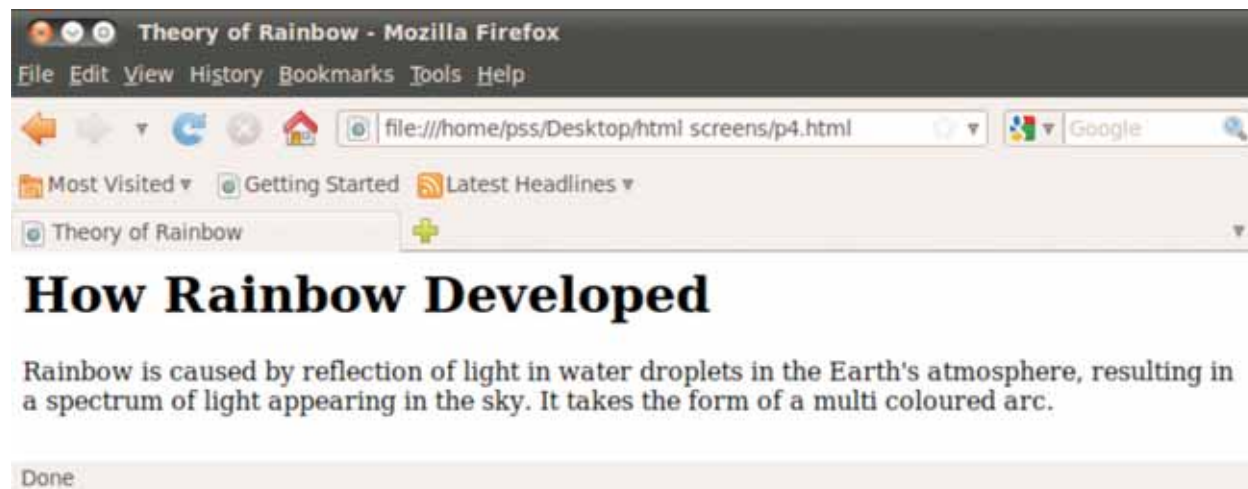 Theory of Rainbow - Mozilla Firefox
File Edit View History Bookmarks Tools Help
file:///home/pss/Desktop/html screens/p4.html Google
Most Visited Getting Started Latest Headlines
Theory of Rainbow
How Rainbow Developed
Rainbow is caused by reflection of light in water droplets in the Earth's atmosphere, resulting in
a spectrum of light appearing in the sky. It takes the form of a multi coloured arc.
Done